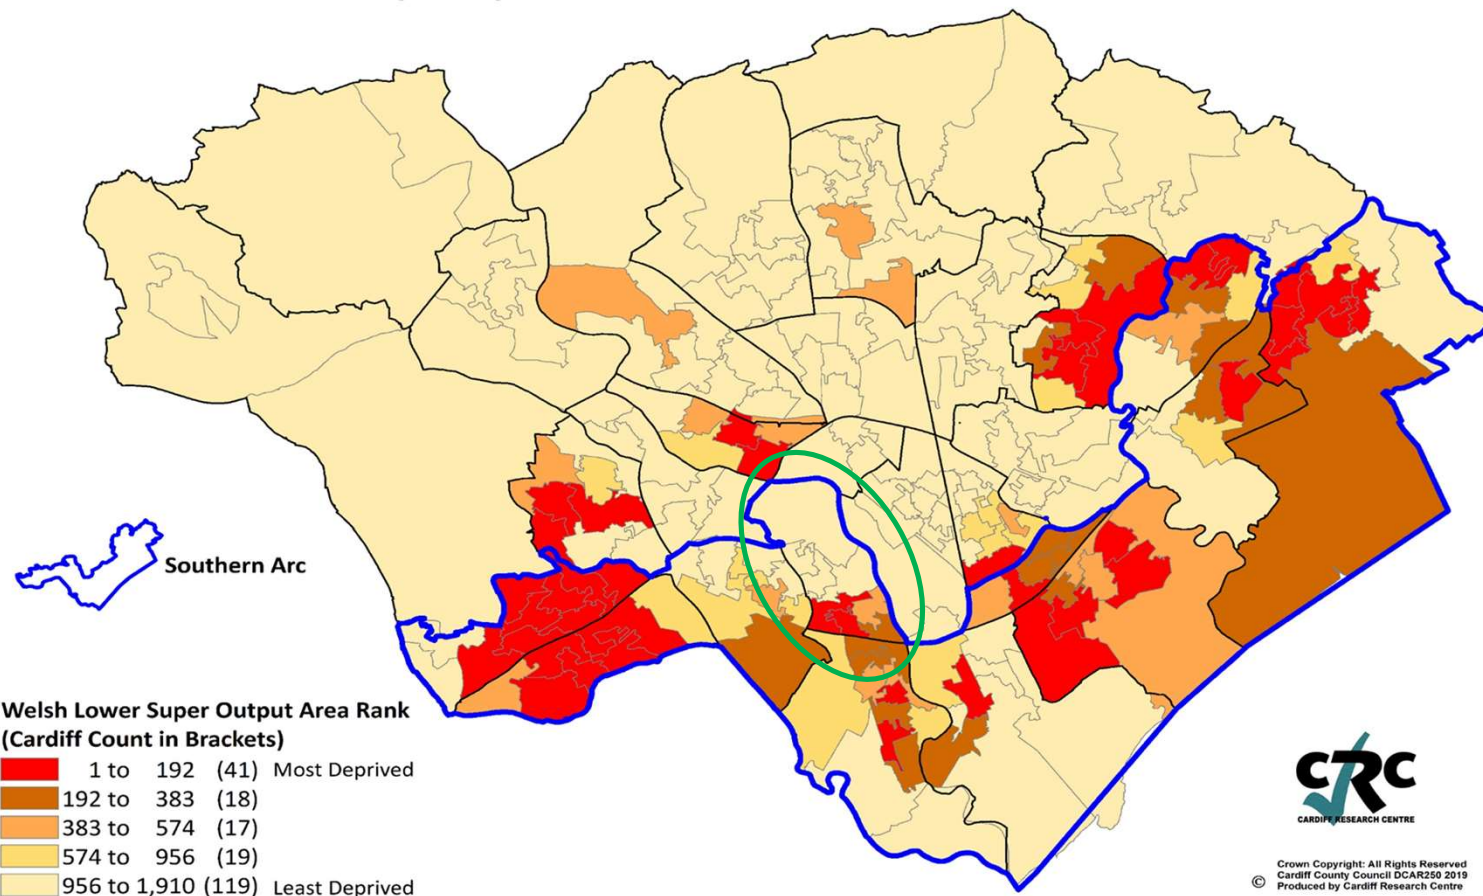 Southern Arc
Welsh Lower Super Output Area Rank
(Cardiff Count in Brackets)
1 to 192 (41) Most Deprived
192 to 383 (18)
383 to 574 (17)
574 to 956 (19)
956 to 1,910 (119) Least Deprived
CRC
CARDIFF RESEARCH CENTRE
Crown Copyright: All Rights Reserved
Cardiff County Council DCAR250 2019
© Produced by Cardiff Research Centre